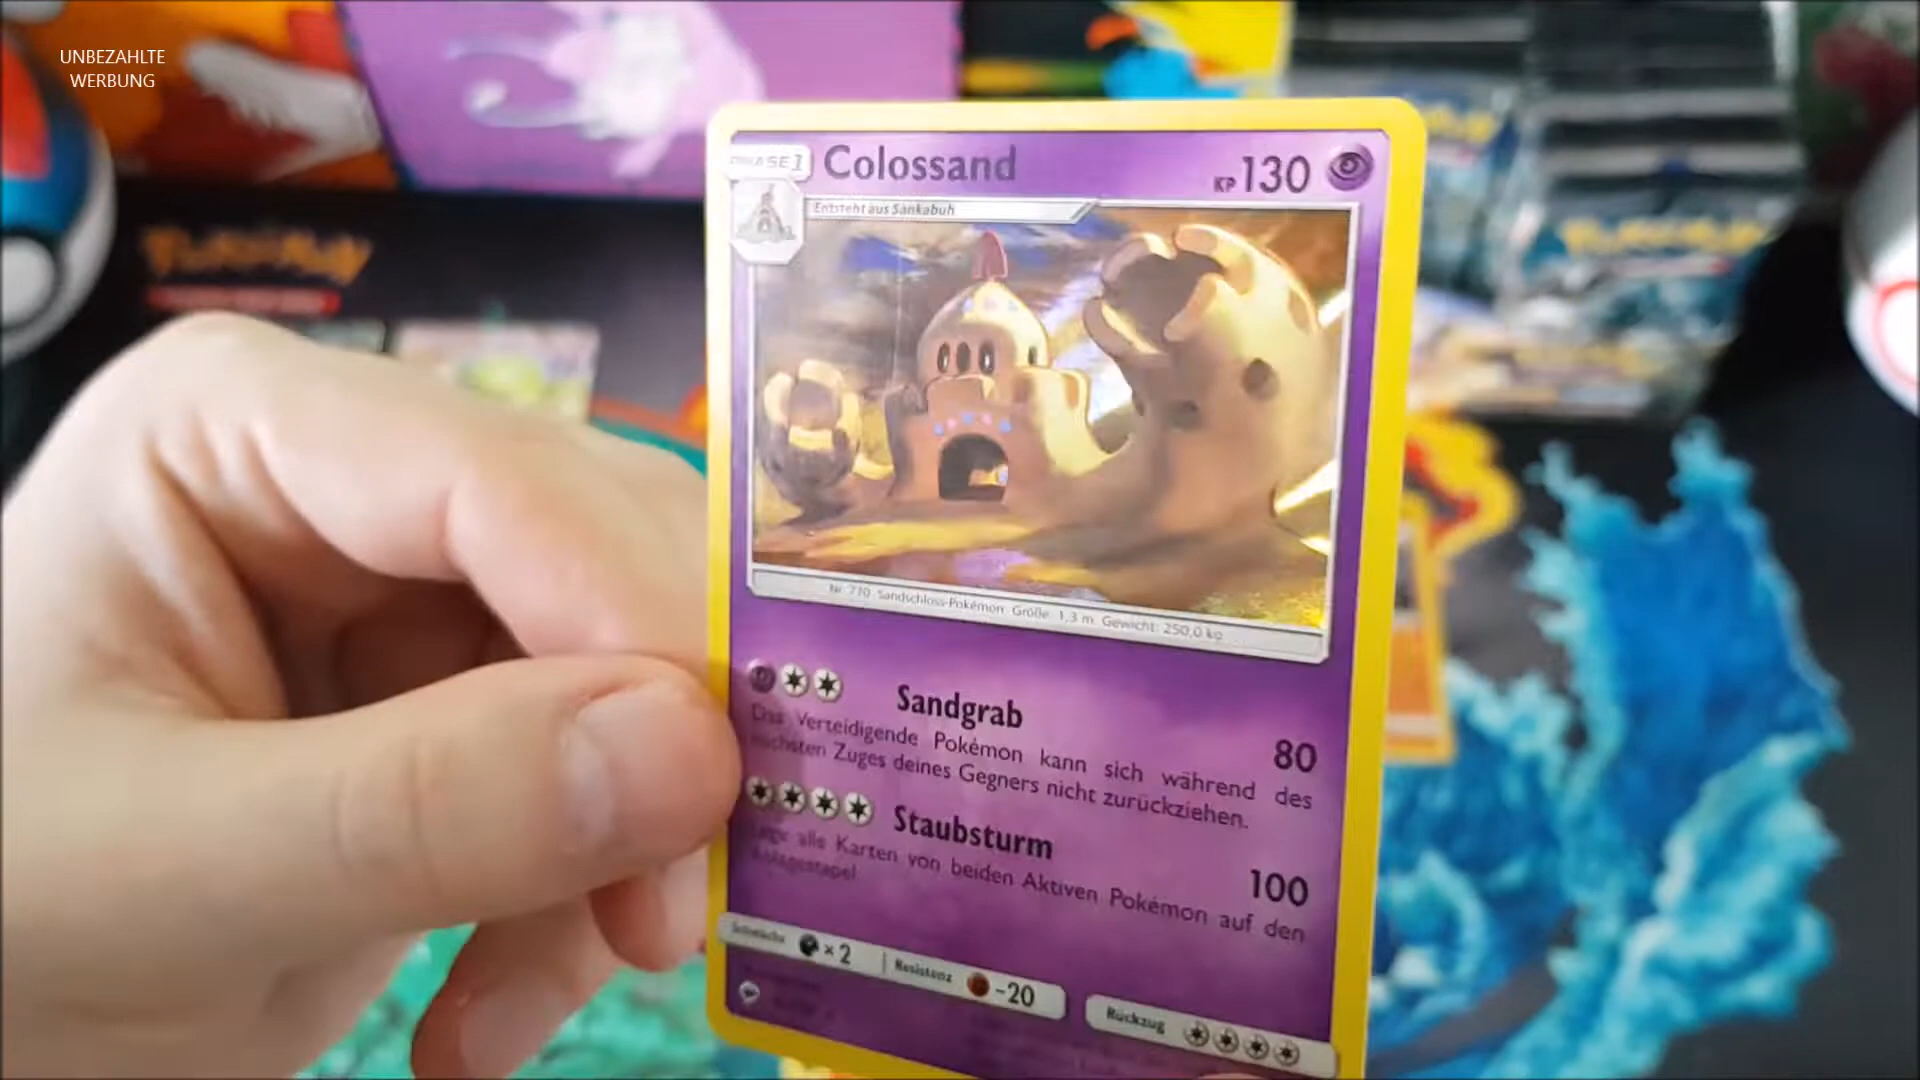 UNBEZAHLTE
WERBUNG
Pokémon
PHASE 1
Colossand
KP 130
Entsteht aus Sankabuh
Nr. 770 Sandschloss-Pokémon Größe: 1,3 m Gewicht: 250,0 kg
Sandgrab
80
Das Verteidigende Pokémon kann sich während des
nächsten Zuges deines Gegners nicht zurückziehen.
Staubsturm
100
Lege alle Karten von beiden Aktiven Pokémon auf den
Ablagestapel
Schwäche × 2
Resistenz -20
Rückzug